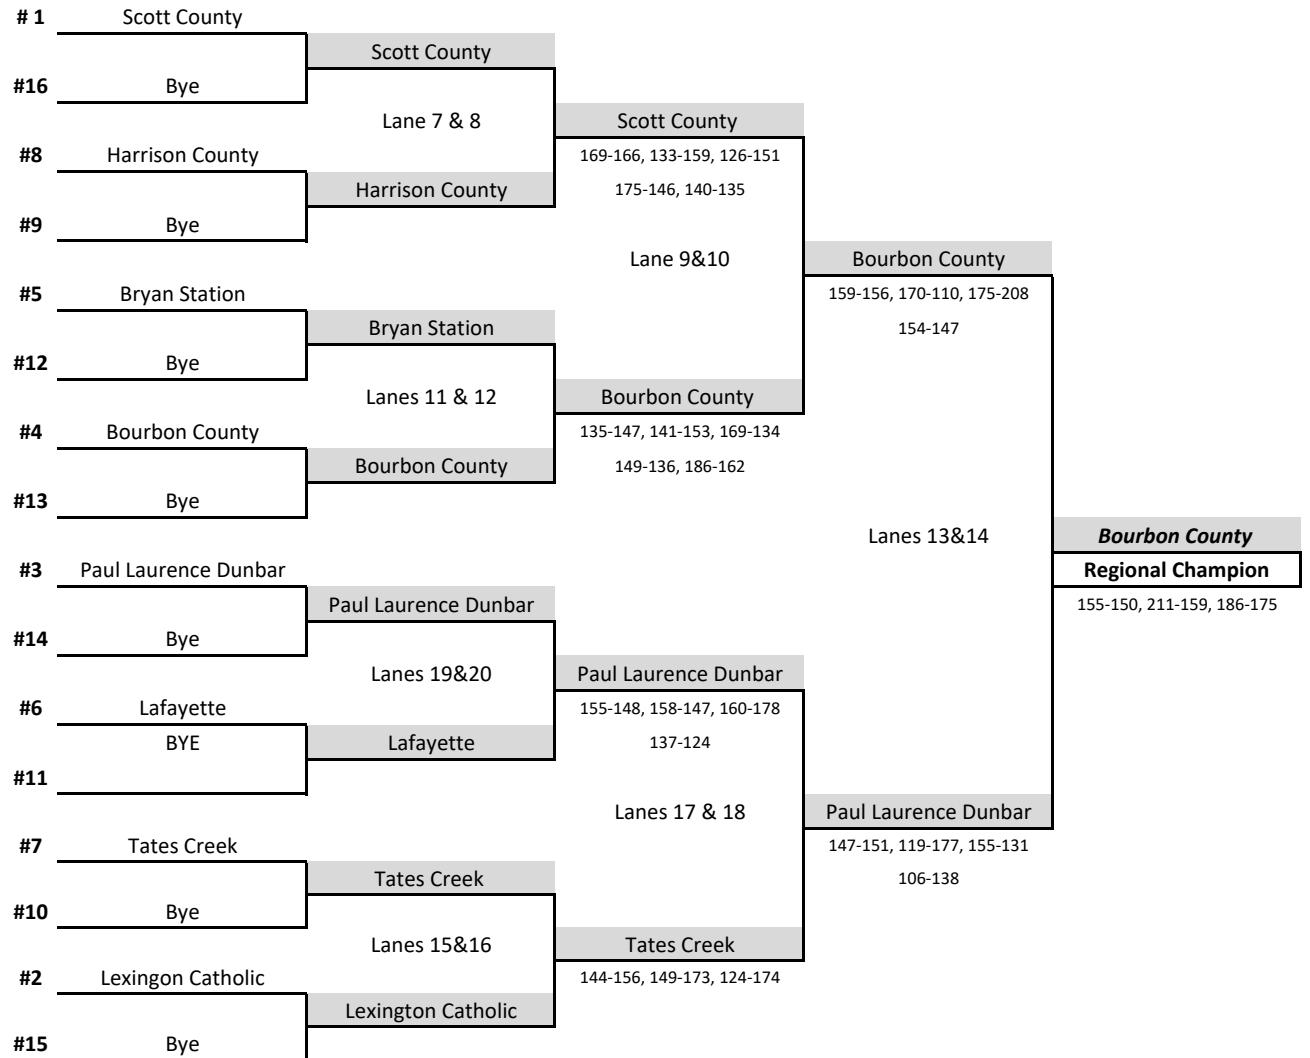 # 1 Scott County
Scott County
#16 Bye
Lane 7 & 8
Scott County
#8 Harrison County
169-166, 133-159, 126-151
Harrison County
175-146, 140-135
#9 Bye
Lane 9&10
Bourbon County
#5 Bryan Station
159-156, 170-110, 175-208
Bryan Station
154-147
#12 Bye
Lanes 11 & 12
Bourbon County
#4 Bourbon County
135-147, 141-153, 169-134
Bourbon County
149-136, 186-162
#13 Bye
Lanes 13&14
Bourbon County
#3 Paul Laurence Dunbar
Regional Champion
Paul Laurence Dunbar
155-150, 211-159, 186-175
#14 Bye
Lanes 19&20
Paul Laurence Dunbar
#6 Lafayette
155-148, 158-147, 160-178
BYE
Lafayette
137-124
#11
Lanes 17 & 18
Paul Laurence Dunbar
#7 Tates Creek
147-151, 119-177, 155-131
Tates Creek
106-138
#10 Bye
Lanes 15&16
Tates Creek
#2 Lexingon Catholic
144-156, 149-173, 124-174
Lexington Catholic
#15 Bye